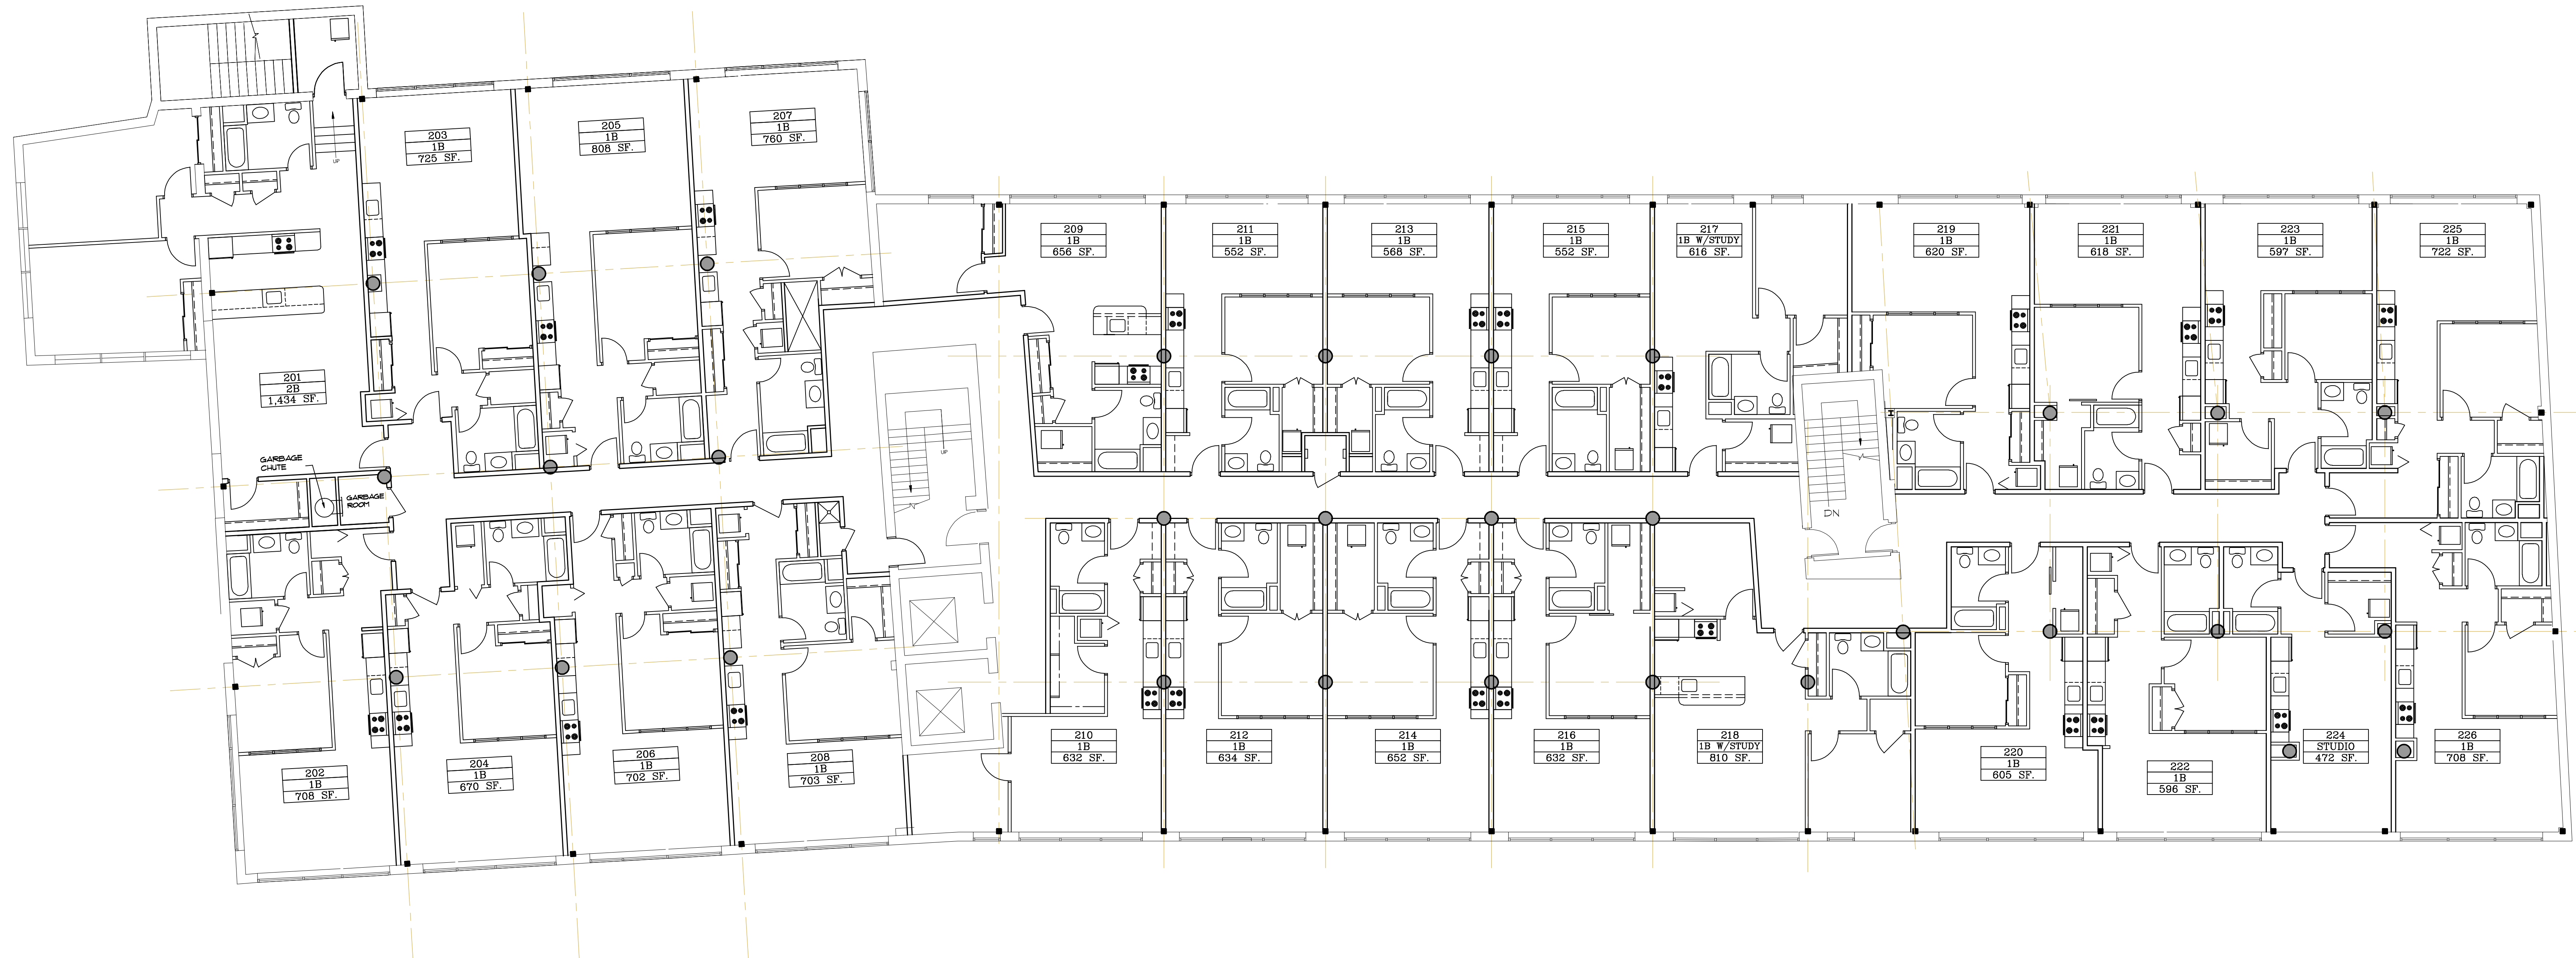 203
1B
725 SF.
205
1B
808 SF.
207
1B
760 SF.
UP
209
1B
656 SF.
211
1B
552 SF.
213
1B
568 SF.
215
1B
552 SF.
217
1B W/STUDY
616 SF.
219
1B
620 SF.
221
1B
618 SF.
223
1B
597 SF.
225
1B
722 SF.
201
2B
1,434 SF.
GARBAGE
CHUTE
GARBAGE
ROOM
UP
DN
202
1B
708 SF.
204
1B
670 SF.
206
1B
702 SF.
208
1B
703 SF.
210
1B
632 SF.
212
1B
634 SF.
214
1B
652 SF.
216
1B
632 SF.
218
1B W/STUDY
810 SF.
220
1B
605 SF.
222
1B
596 SF.
224
STUDIO
472 SF.
226
1B
708 SF.